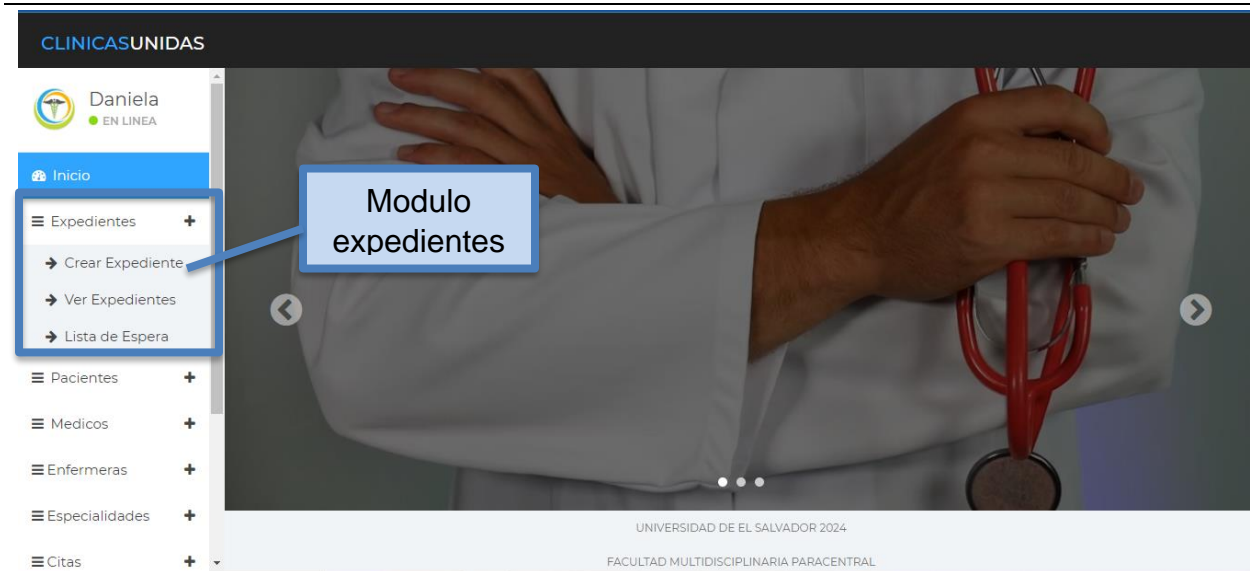 CLINICASUNIDAS
Daniela
EN LINEA
Inicio
Expedientes
Crear Expediente
Ver Expedientes
Lista de Espera
Pacientes
Medicos
Enfermeras
Especialidades
Citas
Modulo
expedientes
UNIVERSIDAD DE EL SALVADOR 2024
FACULTAD MULTIDISCIPLINARIA PARACENTRAL